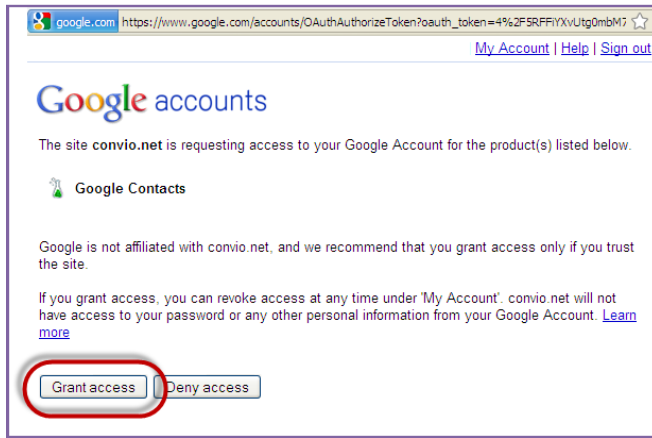 google.com https://www.google.com/accounts/OAuthAuthorizeToken?oauth_token=4%2F5RFFiYXvUtg0mbM7
My Account | Help | Sign out
Google accounts
The site convio.net is requesting access to your Google Account for the product(s) listed below.
Google Contacts
Google is not affiliated with convio.net, and we recommend that you grant access only if you trust
the site.
If you grant access, you can revoke access at any time under 'My Account'. convio.net will not
have access to your password or any other personal information from your Google Account. Learn
more
Grant access Deny access